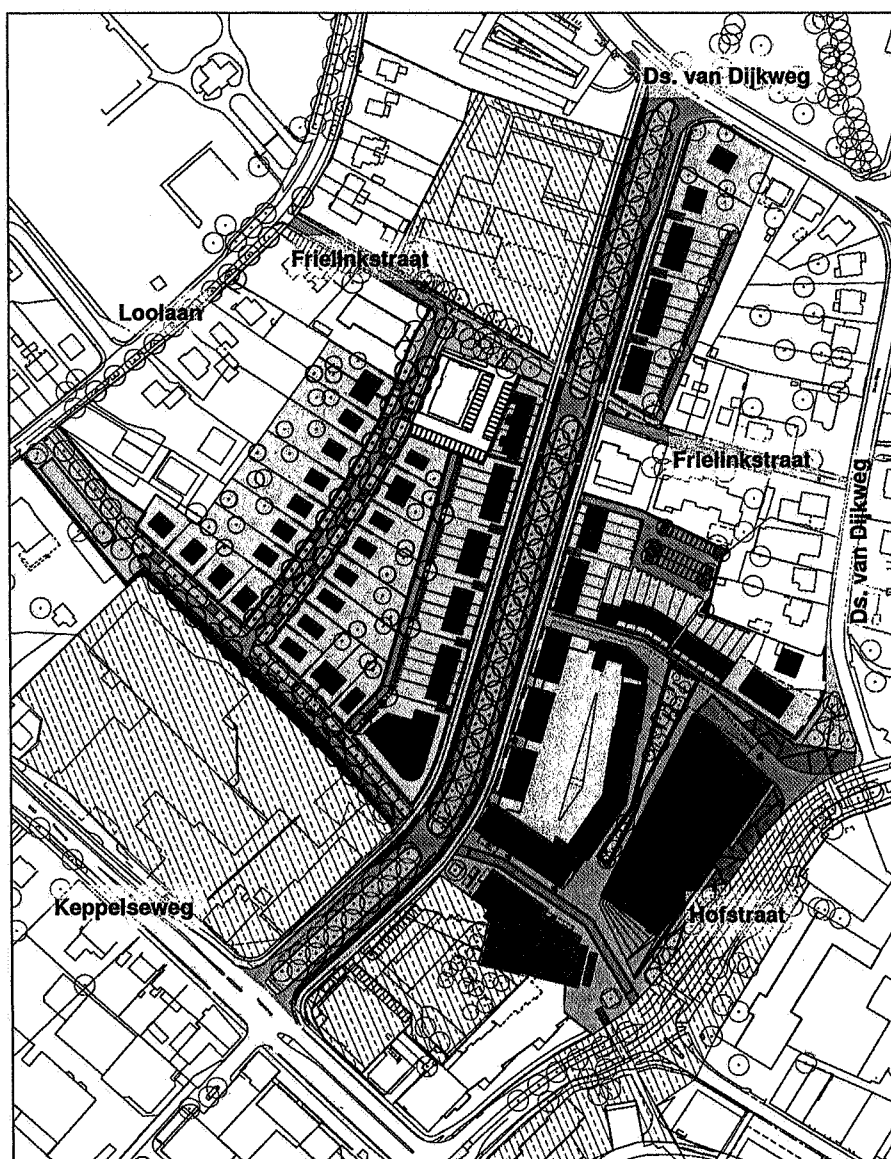 Ds. van Dijkweg
Frielinkstraat
Loolaan
Frielinkstraat
Ds. van Dijkweg
Keppelseweg
Hofstraat